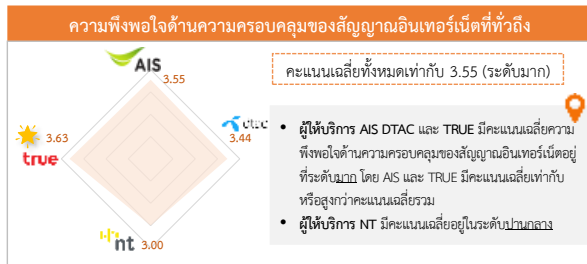 ความพึงพอใจด้านความครอบคลุมของสัญญาณอินเทอร์เน็ตที่ทั่วถึง
AIS
3.55
คะแนนเฉลี่ยทั้งหมดเท่ากับ 3.55 (ระดับมาก)
dtac
3.44
3.63
true
nt 3.00
• ผู้ให้บริการ AIS DTAC และ TRUE มีคะแนนเฉลี่ยความ
พึงพอใจด้านความครอบคลุมของสัญญาณอินเทอร์เน็ตอยู่
ที่ระดับมาก โดย AIS และ TRUE มีคะแนนเฉลี่ยเท่ากับ
หรือสูงกว่าคะแนนเฉลี่ยรวม
• ผู้ให้บริการ NT มีคะแนนเฉลี่ยอยู่ในระดับปานกลาง